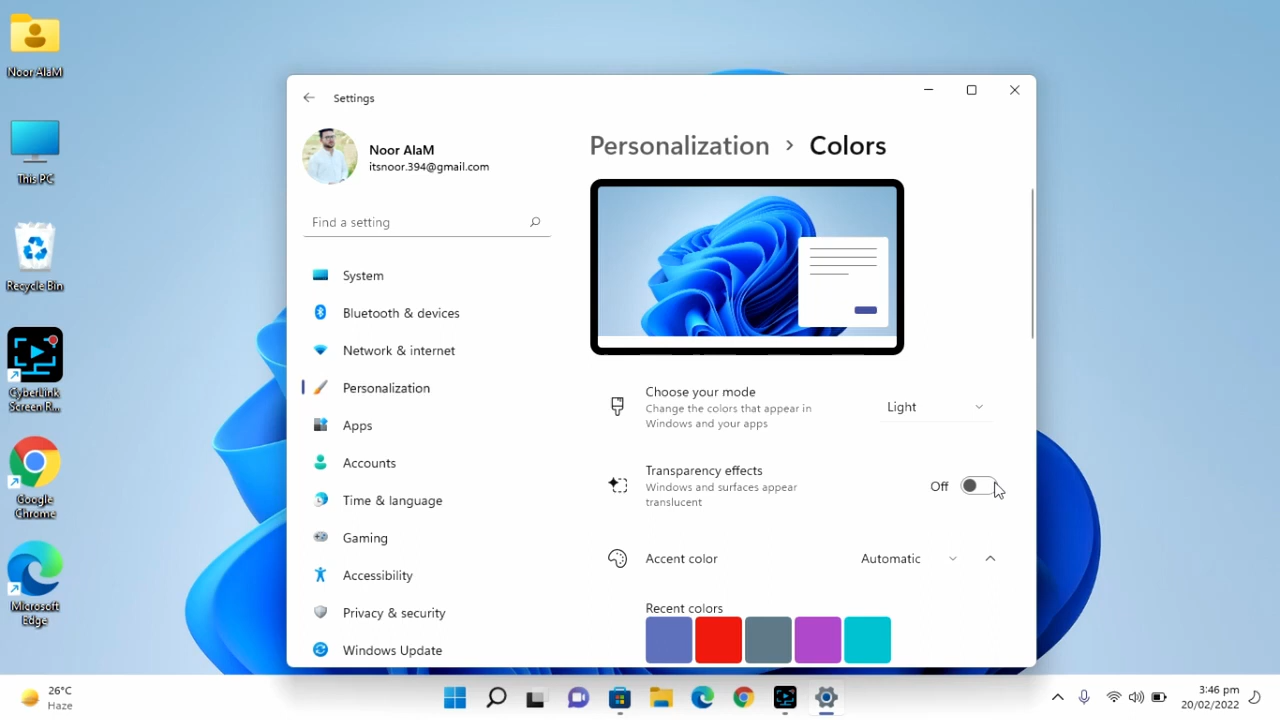 Noor AlaM
This PC
Recycle Bin
CyberLink
Screen R...
Google
Chrome
Microsoft
Edge
Settings
Noor AlaM
itsnoor.394@gmail.com
Find a setting
System
Bluetooth & devices
Network & internet
Personalization
Apps
Accounts
Time & language
Gaming
Accessibility
Privacy & security
Windows Update
Personalization > Colors
Choose your mode
Change the colors that appear in
Windows and your apps
Light
Transparency effects
Windows and surfaces appear
translucent
Off
Accent color
Automatic
Recent colors
26°C
Haze
3:46 pm
20/02/2022